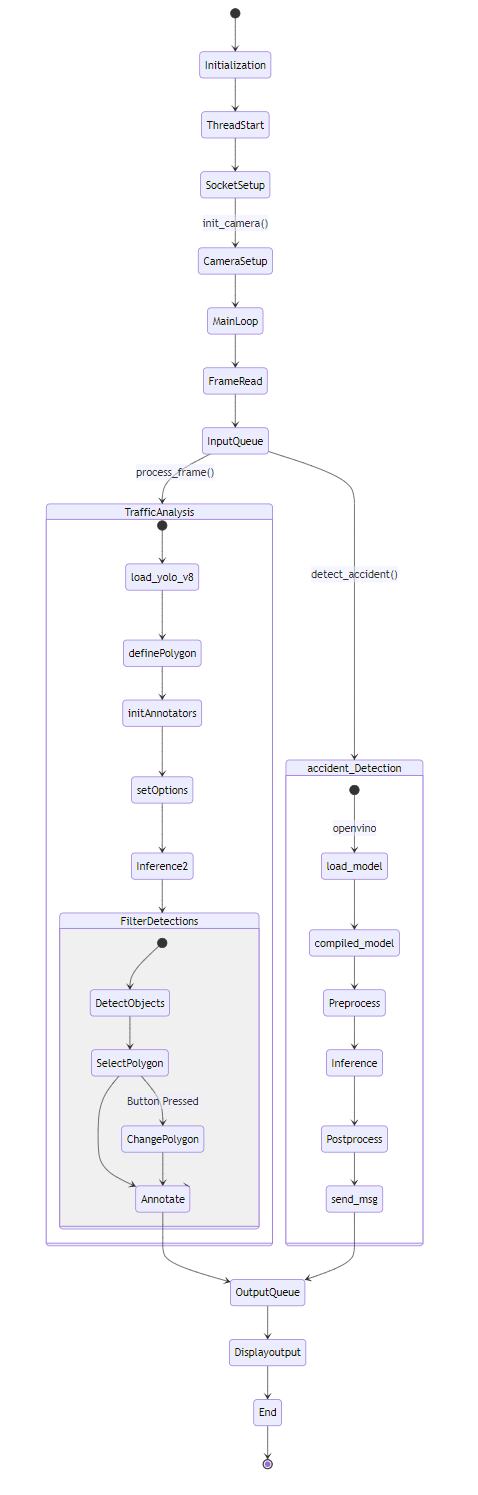 Initialization
ThreadStart
SocketSetup
init_camera()
CameraSetup
MainLoop
FrameRead
InputQueue
process_frame()
TrafficAnalysis
load_yolo_v8
definePolygon
initAnnotators
setOptions
Inference2
FilterDetections
DetectObjects
SelectPolygon
Button Pressed
ChangePolygon
Annotate
detect_accident()
accident_Detection
openvino
load_model
compiled_model
Preprocess
Inference
Postprocess
send_msg
OutputQueue
Displayoutput
End